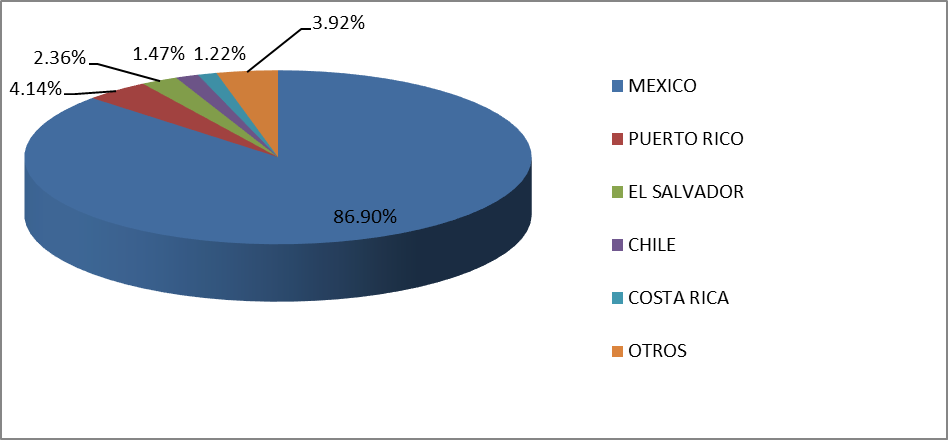 3.92%
1.47%
1.22%
2.36%
4.14%
86.90%
MEXICO
PUERTO RICO
EL SALVADOR
CHILE
COSTA RICA
OTROS